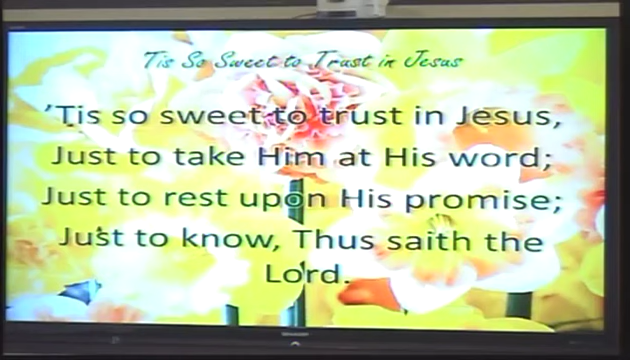 Tis So Sweet to Trust in Jesus
'Tis so sweet to trust in Jesus,
Just to take Him at His word;
Just to rest upon His promise;
Just to know, Thus saith the
Lord.